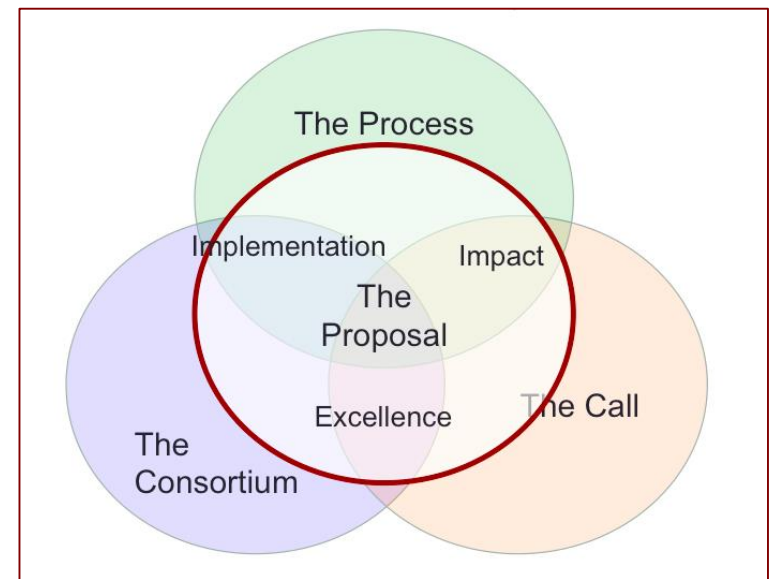 The Process
Implementation
Impact
The
Proposal
Excellence
The Call
The
Consortium